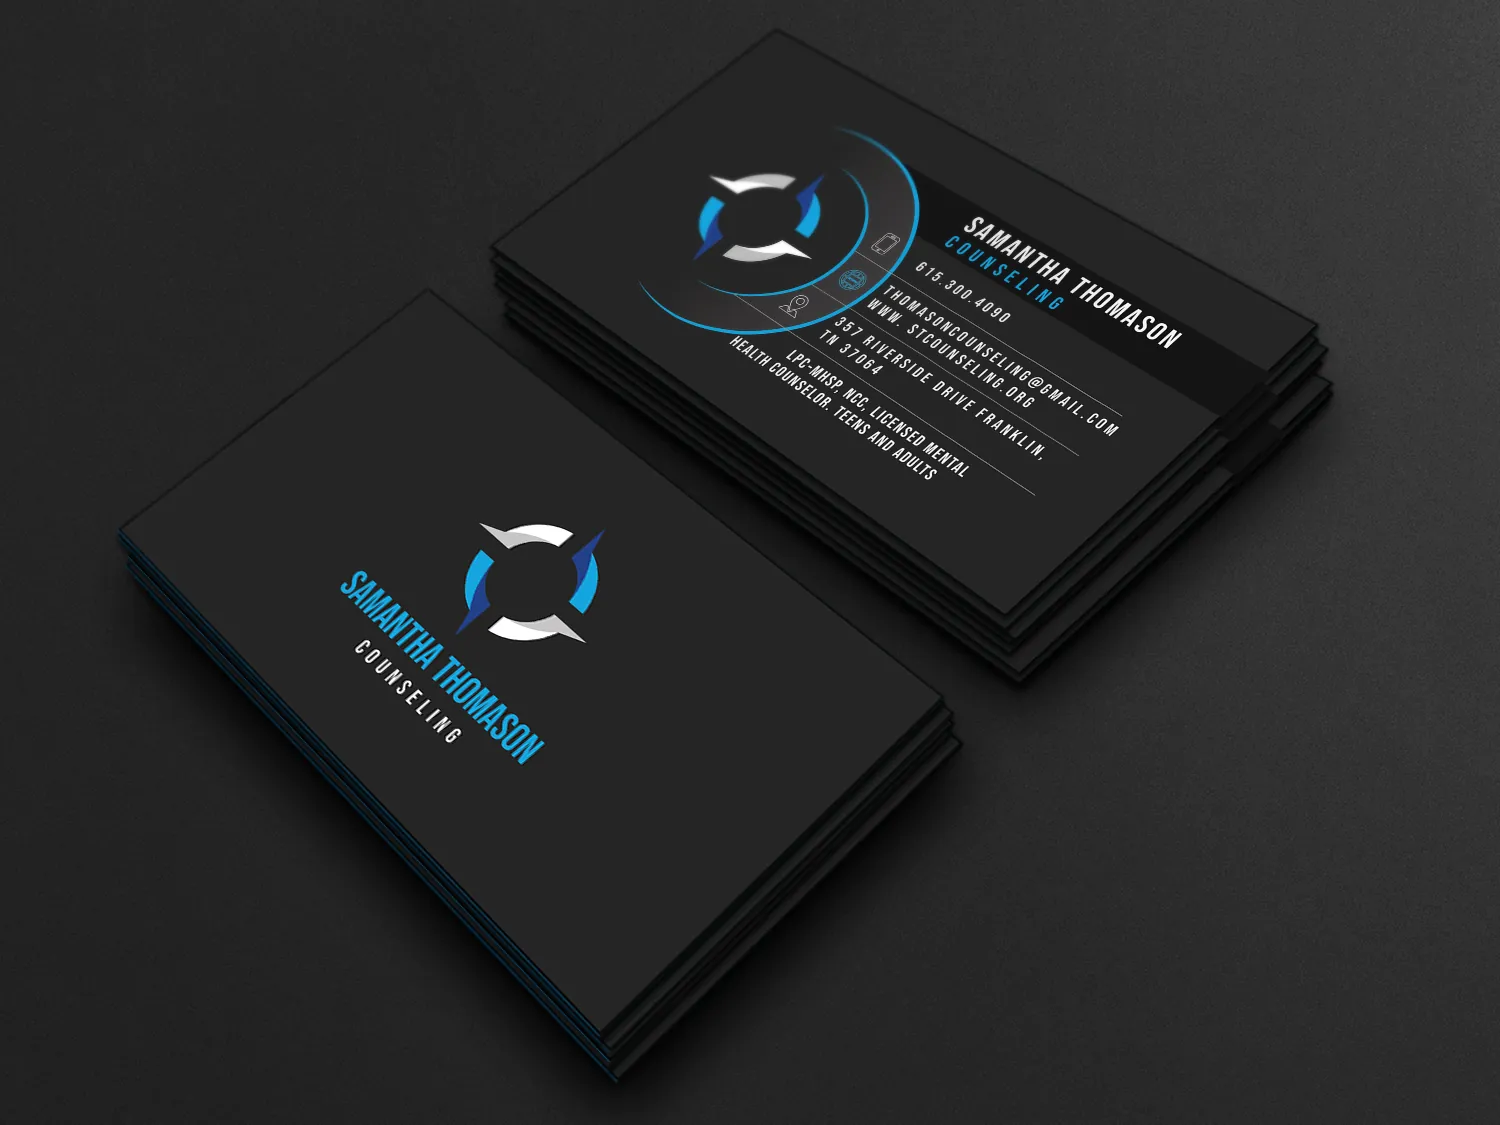 SAMANTHA THOMASON
COUNSELING
615.300.4090
THOMASONCOUNSELING@GMAIL.COM
WWW. STCOUNSELING.ORG
357 RIVERSIDE DRIVE FRANKLIN,
TN 37064
LPC-MHSP, NCC, LICENSED MENTAL
HEALTH COUNSELOR. TEENS AND ADULTS
SAMANTHA THOMASON
COUNSELING